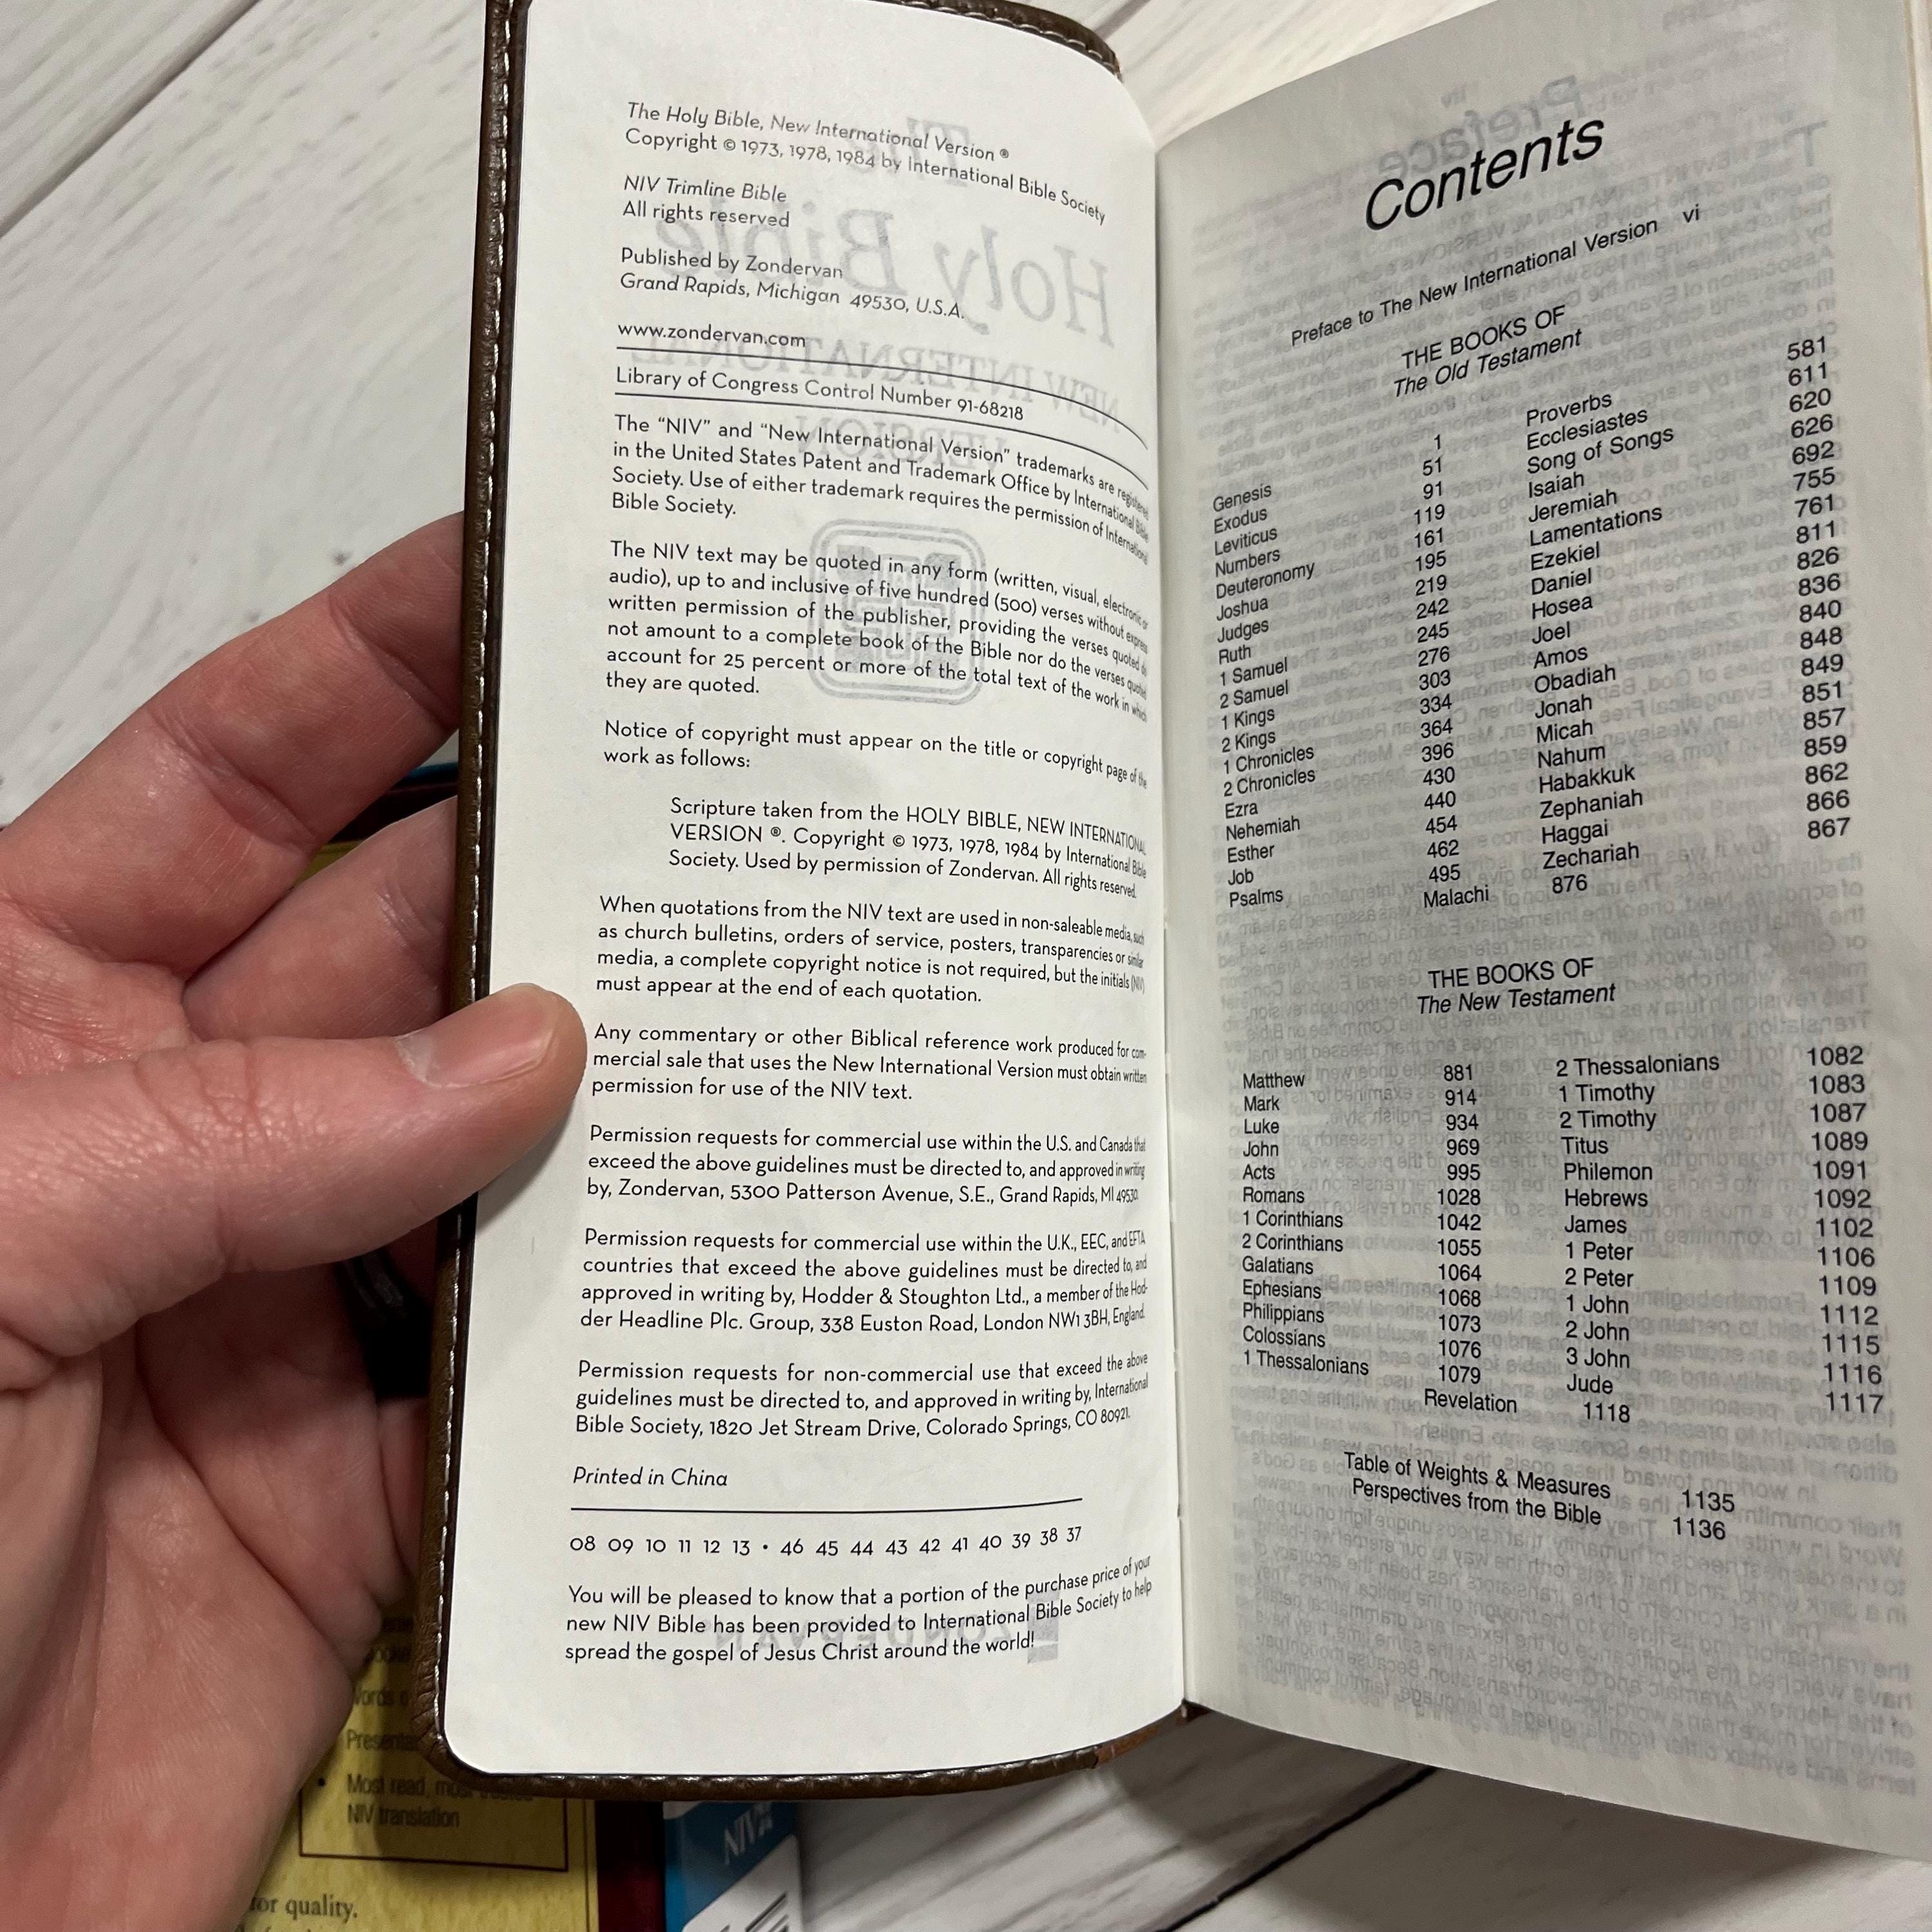 The Holy Bible, New International Version ®
Copyright © 1973, 1978, 1984 by International Bible Society
NIV Trimline Bible
All rights reserved
Published by Zondervan
Grand Rapids, Michigan 49530, U.S.A.
www.zondervan.com
Library of Congress Control Number 91-68218
The “NIV” and “New International Version” trademarks are registered
in the United States Patent and Trademark Office by International Bible
Society. Use of either trademark requires the permission of International
Bible Society.
The NIV text may be quoted in any form (written, visual, electronic or
audio), up to and inclusive of five hundred (500) verses without express
written permission of the publisher, providing the verses quoted do
not amount to a complete book of the Bible nor do the verses quoted
account for 25 percent or more of the total text of the work in which
they are quoted.
Notice of copyright must appear on the title or copyright page of the
work as follows:
Scripture taken from the HOLY BIBLE, NEW INTERNATIONAL
VERSION ®. Copyright © 1973, 1978, 1984 by International Bible
Society. Used by permission of Zondervan. All rights reserved.
When quotations from the NIV text are used in non-saleable media, such
as church bulletins, orders of service, posters, transparencies or similar
media, a complete copyright notice is not required, but the initials (NIV)
must appear at the end of each quotation.
Any commentary or other Biblical reference work produced for com-
mercial sale that uses the New International Version must obtain written
permission for use of the NIV text.
Permission requests for commercial use within the U.S. and Canada that
exceed the above guidelines must be directed to, and approved in writing
by, Zondervan, 5300 Patterson Avenue, S.E., Grand Rapids, MI 49530.
Permission requests for commercial use within the U.K., EEC, and EFTA
countries that exceed the above guidelines must be directed to, and
approved in writing by, Hodder & Stoughton Ltd., a member of the Hod-
der Headline Plc. Group, 338 Euston Road, London NW1 3BH, England.
Permission requests for non-commercial use that exceed the above
guidelines must be directed to, and approved in writing by, International
Bible Society, 1820 Jet Stream Drive, Colorado Springs, CO 80921.
Printed in China
08 09 10 11 12 13 • 46 45 44 43 42 41 40 39 38 37
You will be pleased to know that a portion of the purchase price of your
new NIV Bible has been provided to International Bible Society to help
spread the gospel of Jesus Christ around the world!
Contents
Preface to The New International Version vi
THE BOOKS OF
The Old Testament
Genesis 1
Exodus 51
Leviticus 91
Numbers 119
Deuteronomy 161
Joshua 195
Judges 219
Ruth 242
1 Samuel 245
2 Samuel 276
1 Kings 303
2 Kings 334
1 Chronicles 364
2 Chronicles 396
Ezra 430
Nehemiah 440
Esther 454
Job 462
Psalms 495
Proverbs 581
Ecclesiastes 611
Song of Songs 620
Isaiah 626
Jeremiah 692
Lamentations 755
Ezekiel 761
Daniel 811
Hosea 826
Joel 836
Amos 840
Obadiah 848
Jonah 849
Micah 851
Nahum 857
Habakkuk 859
Zephaniah 862
Haggai 866
Zechariah 867
Malachi 876
THE BOOKS OF
The New Testament
Matthew 881
Mark 914
Luke 934
John 969
Acts 995
Romans 1028
1 Corinthians 1042
2 Corinthians 1055
Galatians 1064
Ephesians 1068
Philippians 1073
Colossians 1076
1 Thessalonians 1079
2 Thessalonians 1082
1 Timothy 1083
2 Timothy 1087
Titus 1089
Philemon 1091
Hebrews 1092
James 1102
1 Peter 1106
2 Peter 1109
1 John 1112
2 John 1115
3 John 1116
Jude 1117
Revelation 1118
Table of Weights & Measures 1135
Perspectives from the Bible 1136
Most read, most trusted
NIV translation
for quality.
NIV